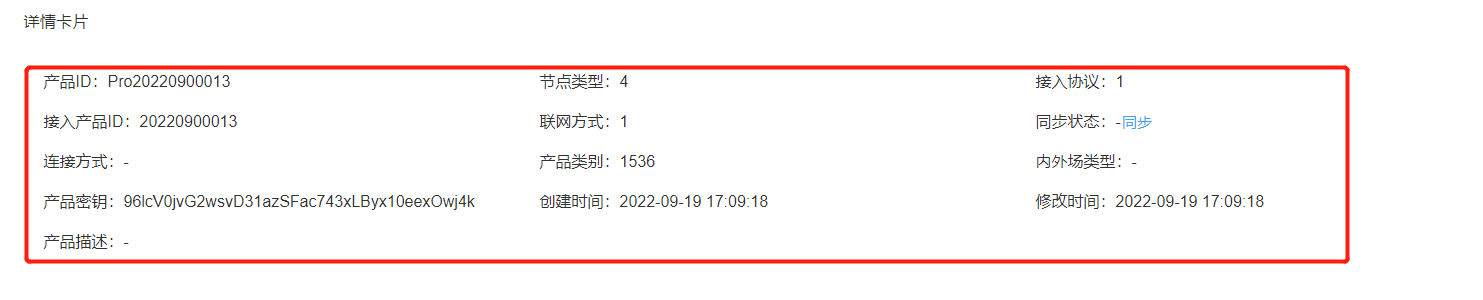 详情卡片
产品ID：Pro20220900013 节点类型：4 接入协议：1
接入产品ID：20220900013 联网方式：1 同步状态：-同步
连接方式：- 产品类别：1536 内外场类型：-
产品密钥：96lcV0jvG2wsvD31azSFac743xLByx10eexOwj4k 创建时间：2022-09-19 17:09:18 修改时间：2022-09-19 17:09:18
产品描述：-